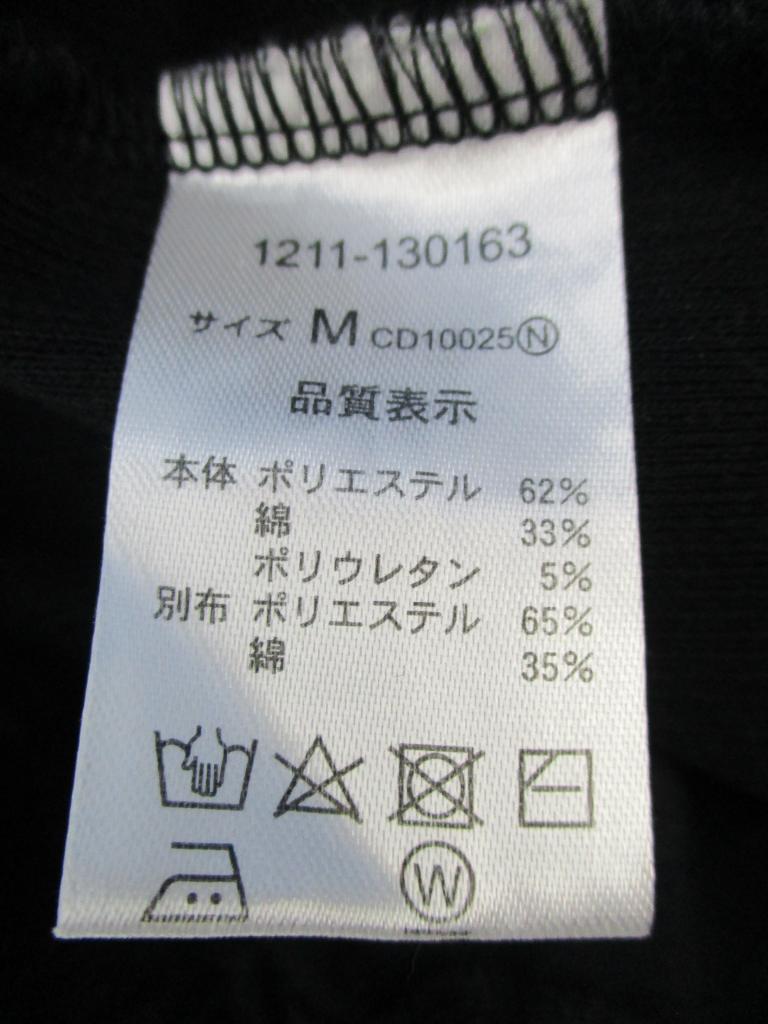 1211-130163
サイズ M CD10025Ⓝ
品質表示
本体 ポリエステル 62%
綿 33%
ポリウレタン 5%
別布 ポリエステル 65%
綿 35%
Ⓦ